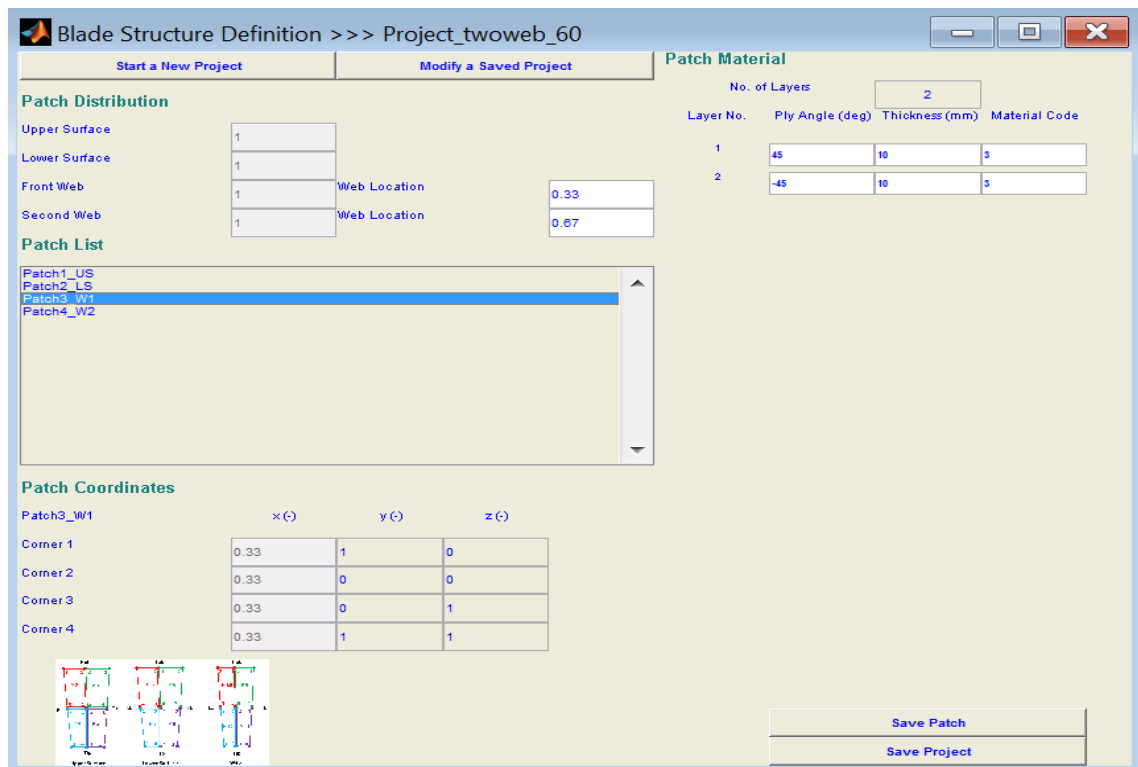 Blade Structure Definition >>> Project_twoweb_60
Start a New Project Modify a Saved Project
Patch Distribution
Upper Surface 1
Lower Surface 1
Front Web 1 Web Location 0.33
Second Web 1 Web Location 0.67
Patch List
Patch1_US
Patch2_LS
Patch3_W1
Patch4_W2
Patch Coordinates
Patch3_W1 x (-) y (-) z (-)
Corner 1 0.33 1 0
Corner 2 0.33 0 0
Corner 3 0.33 0 1
Corner 4 0.33 1 1
Patch Material
No. of Layers 2
Layer No. Ply Angle (deg) Thickness (mm) Material Code
1 45 10 3
2 -45 10 3
Save Patch
Save Project